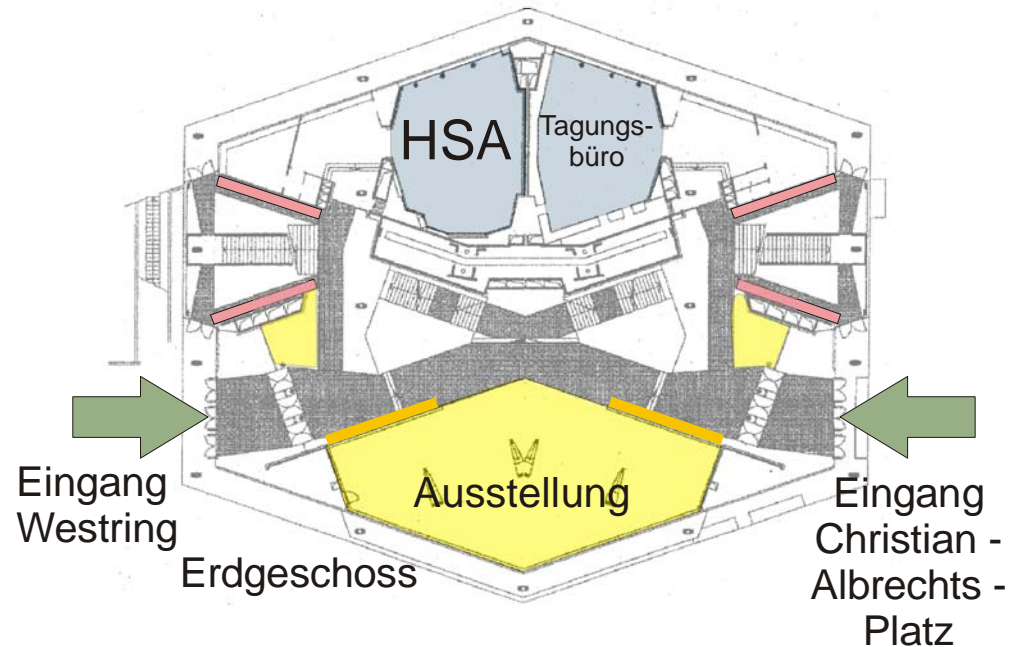 HSA
Tagungs-
büro
Ausstellung
Eingang
Westring
Erdgeschoss
Eingang
Christian -
Albrechts -
Platz